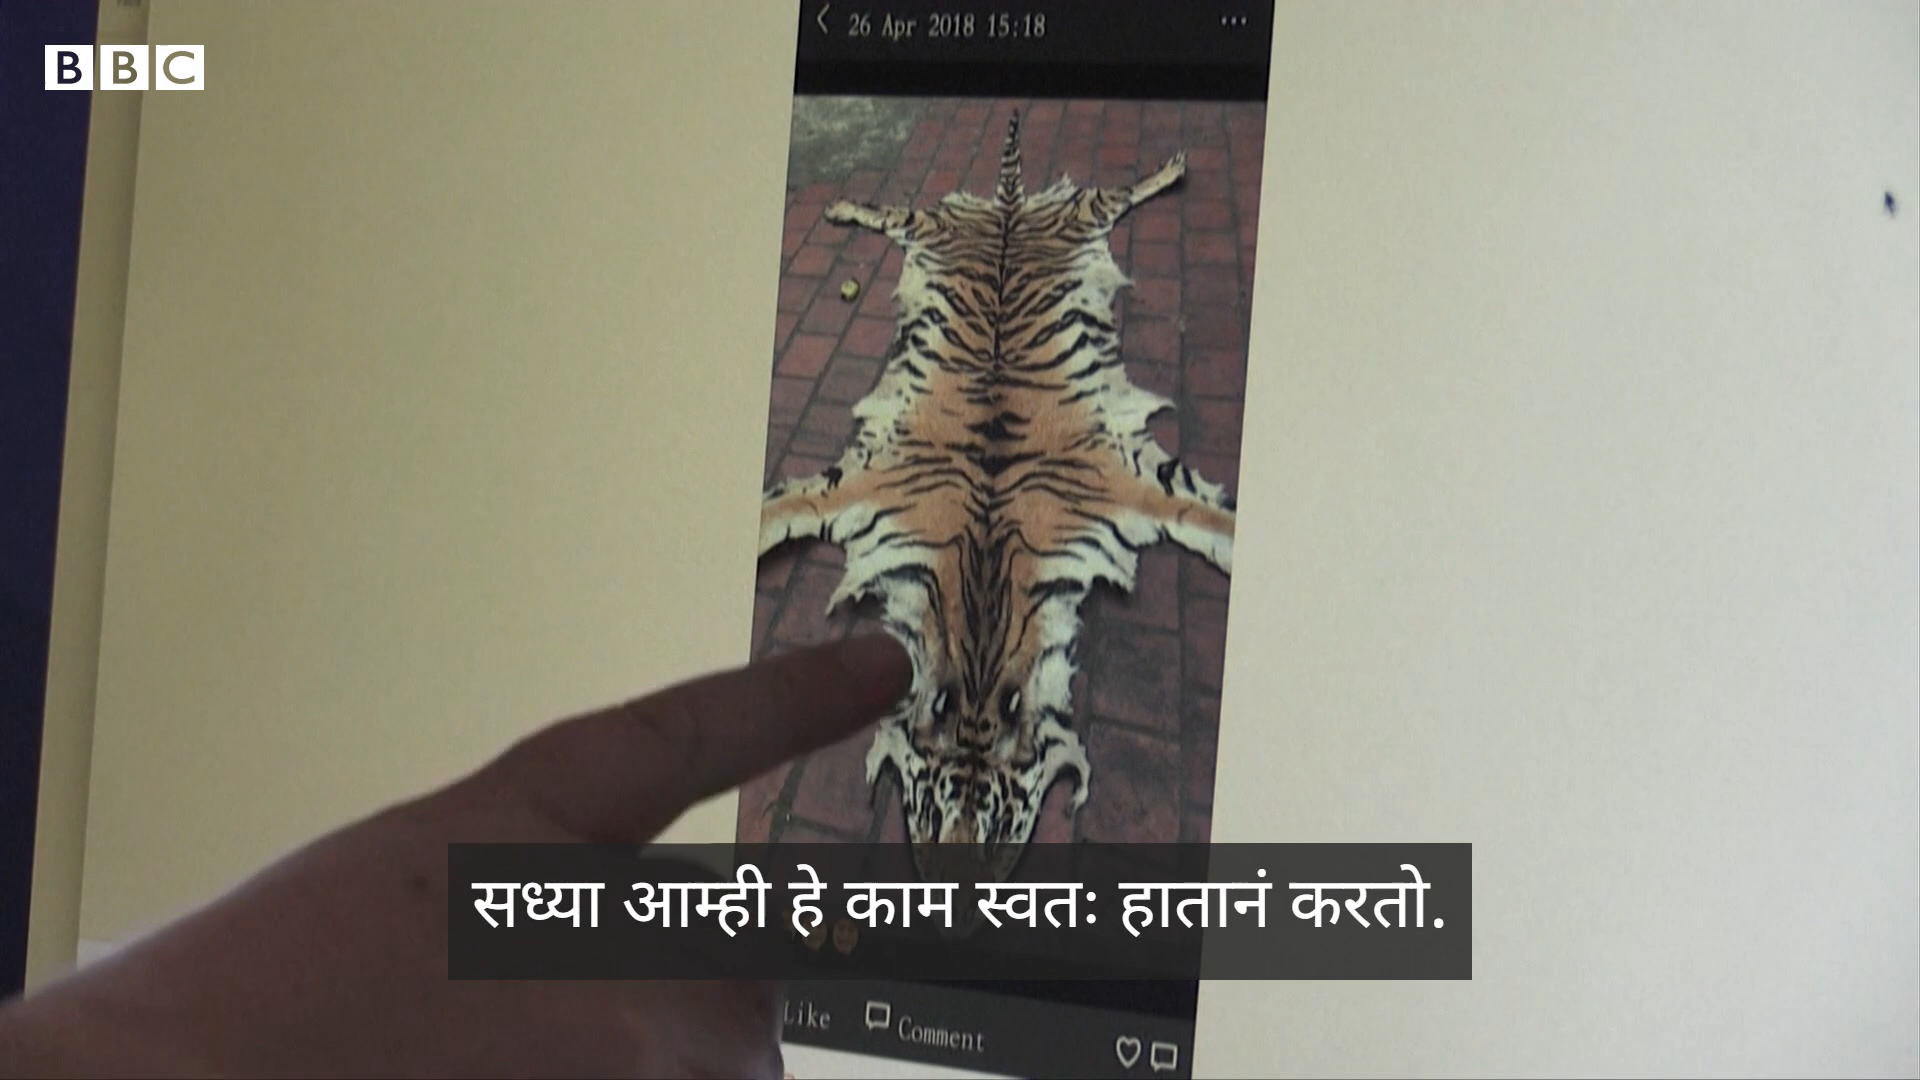 BBC
26 Apr 2018 15:18
सध्या आम्ही हे काम स्वतः हातानं करतो.
Like Comment